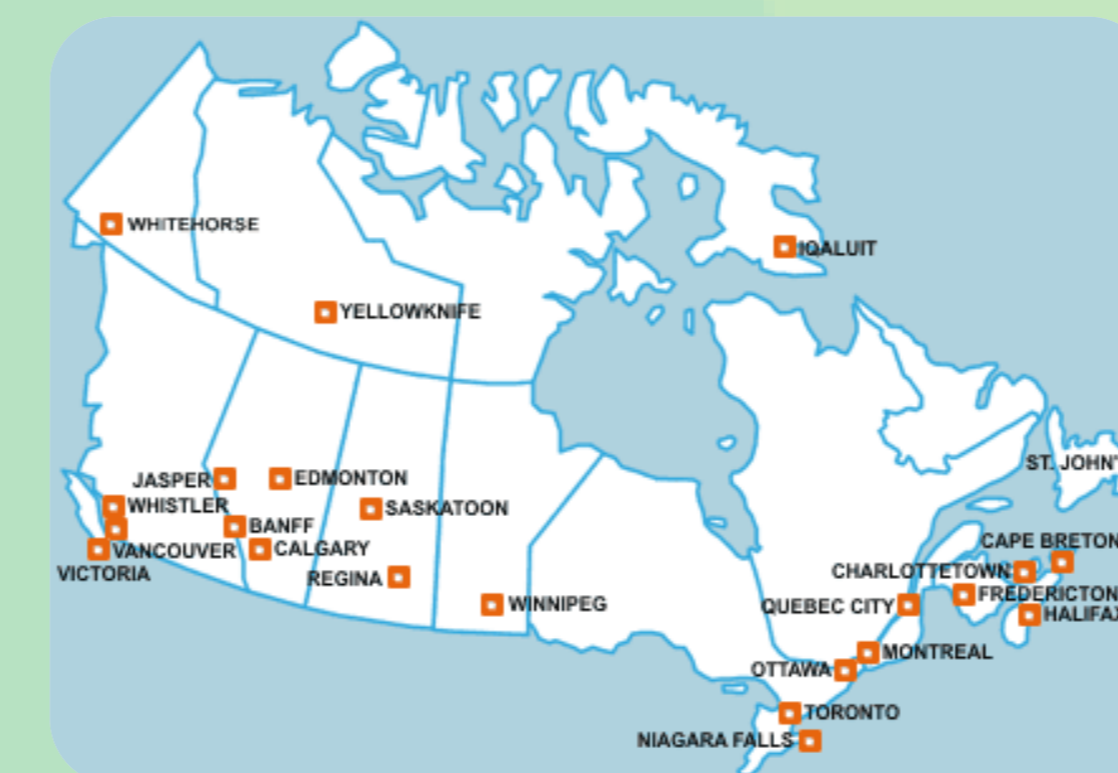 WHITEHORSE
IQALUIT
YELLOWKNIFE
ST. JOHN'
JASPER
EDMONTON
WHISTLER
SASKATOON
BANFF
VANCOUVER
CALGARY
VICTORIA
REGINA
WINNIPEG
CAPE BRETON
CHARLOTTETOWN
FREDERICTON
QUEBEC CITY
HALIFAX
MONTREAL
OTTAWA
TORONTO
NIAGARA FALLS